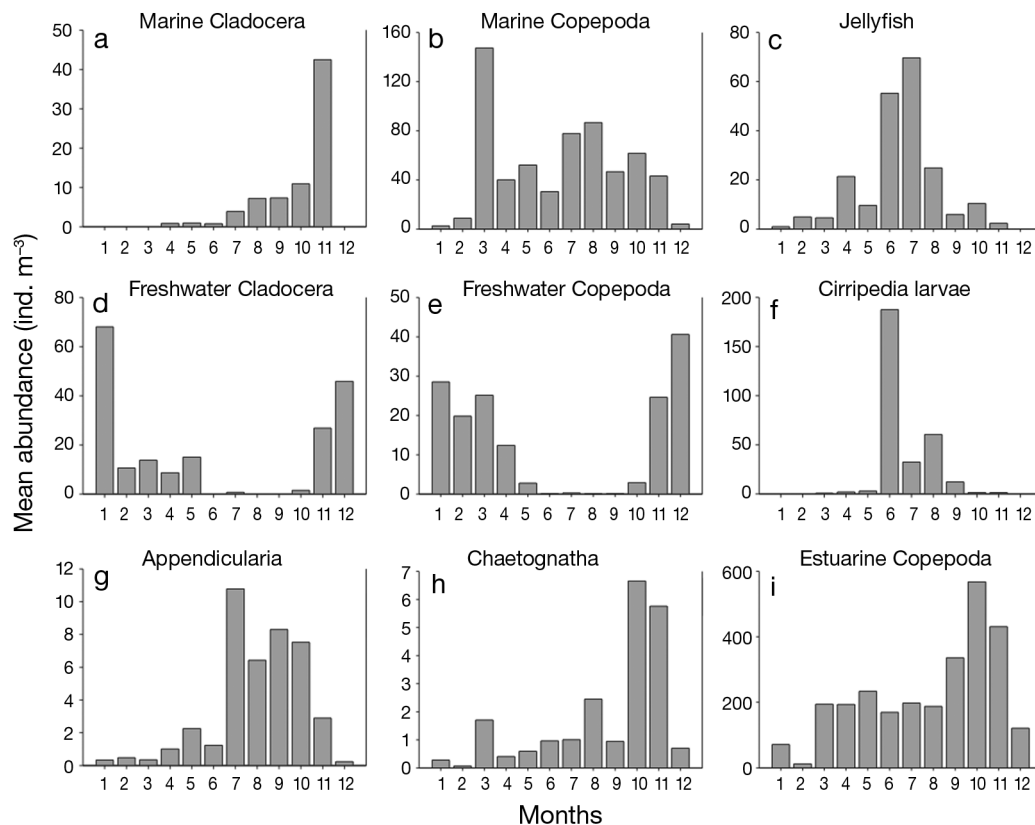 Marine Cladocera
a
50
40
30
20
10
0
1 2 3 4 5 6 7 8 9 10 11 12
Marine Copepoda
b
160
120
80
40
0
1 2 3 4 5 6 7 8 9 10 11 12
Jellyfish
c
80
60
40
20
0
1 2 3 4 5 6 7 8 9 10 11 12
Mean abundance (ind. m⁻³)
Freshwater Cladocera
d
80
60
40
20
0
1 2 3 4 5 6 7 8 9 10 11 12
Freshwater Copepoda
e
50
40
30
20
10
0
1 2 3 4 5 6 7 8 9 10 11 12
Cirripedia larvae
f
200
150
100
50
0
1 2 3 4 5 6 7 8 9 10 11 12
Appendicularia
g
12
10
8
6
4
2
0
1 2 3 4 5 6 7 8 9 10 11 12
Chaetognatha
h
7
6
5
4
3
2
1
0
1 2 3 4 5 6 7 8 9 10 11 12
Estuarine Copepoda
i
600
400
200
0
1 2 3 4 5 6 7 8 9 10 11 12
Months